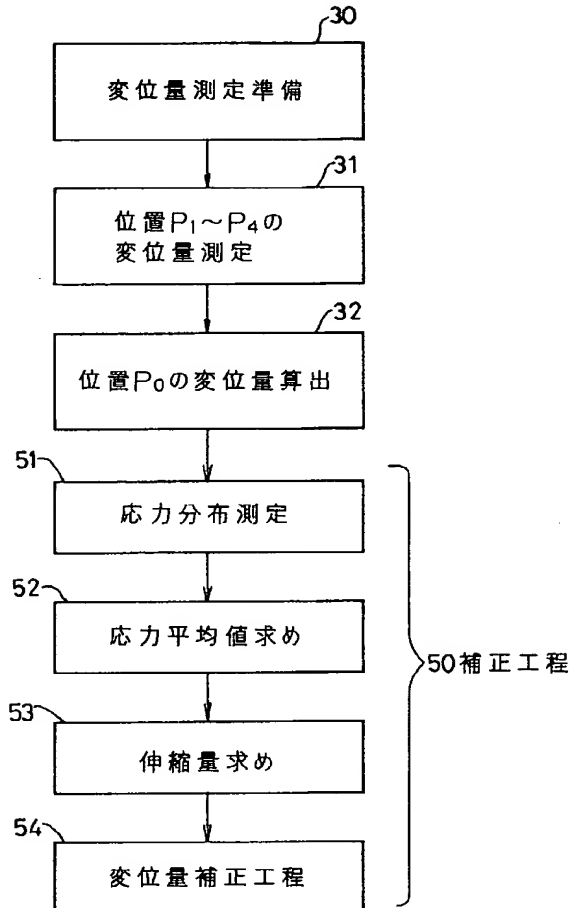 30
変位量測定準備
31
位置P₁～P₄の
変位量測定
32
位置P₀の変位量算出
51
応力分布測定
52
応力平均値求め
50補正工程
53
伸縮量求め
54
変位量補正工程